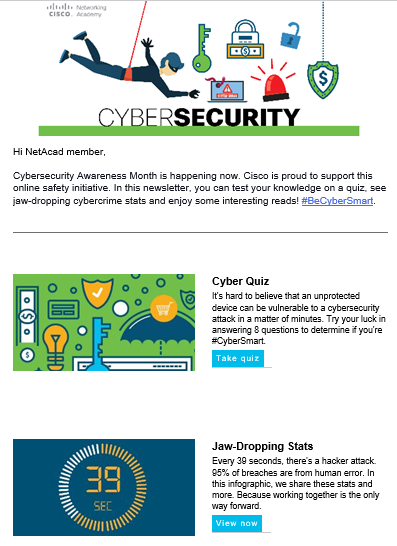 Networking
CISCO. Academy
CYBERSECURITY
Hi NetAcad member,
Cybersecurity Awareness Month is happening now. Cisco is proud to support this
online safety initiative. In this newsletter, you can test your knowledge on a quiz, see
jaw-dropping cybercrime stats and enjoy some interesting reads! #BeCyberSmart.
Cyber Quiz
It's hard to believe that an unprotected
device can be vulnerable to a cybersecurity
attack in a matter of minutes. Try your luck in
answering 8 questions to determine if you're
#CyberSmart.
Take quiz
39
SEC
Jaw-Dropping Stats
Every 39 seconds, there's a hacker attack.
95% of breaches are from human error. In
this infographic, we share these stats and
more. Because working together is the only
way forward.
View now